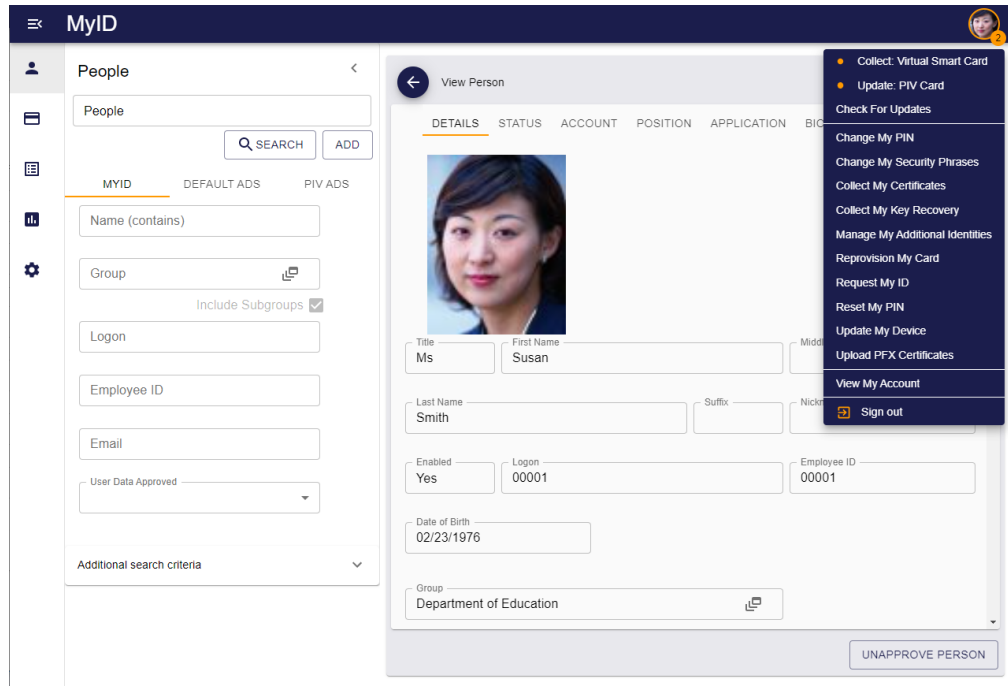 MyID
2
People
People
SEARCH
ADD
MYID
DEFAULT ADS
PIV ADS
Name (contains)
Group
Include Subgroups
Logon
Employee ID
Email
User Data Approved
Additional search criteria
View Person
DETAILS
STATUS
ACCOUNT
POSITION
APPLICATION
BIO
Title
Ms
First Name
Susan
Middl
Last Name
Smith
Suffix
Nickn
Enabled
Yes
Logon
00001
Employee ID
00001
Date of Birth
02/23/1976
Group
Department of Education
UNAPPROVE PERSON
Collect: Virtual Smart Card
Update: PIV Card
Check For Updates
Change My PIN
Change My Security Phrases
Collect My Certificates
Collect My Key Recovery
Manage My Additional Identities
Reprovision My Card
Request My ID
Reset My PIN
Update My Device
Upload PFX Certificates
View My Account
Sign out